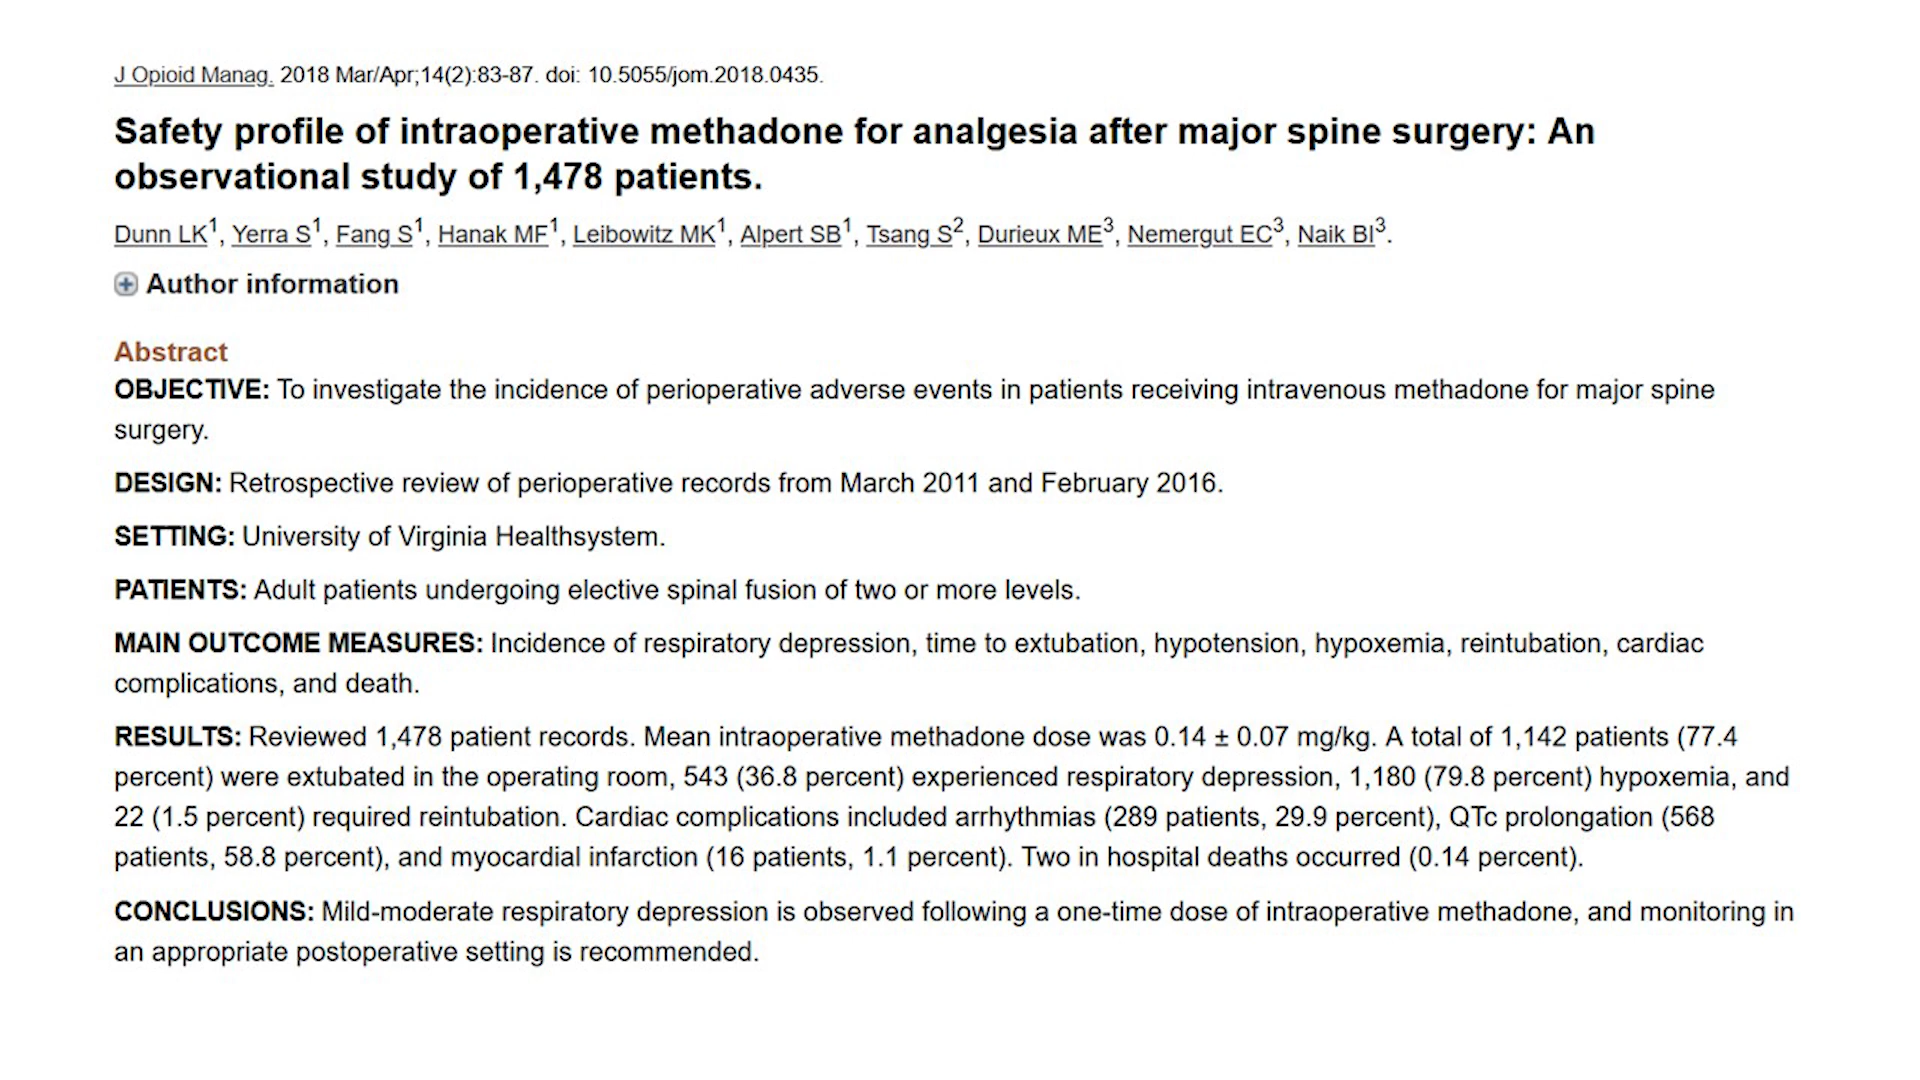 J Opioid Manag. 2018 Mar/Apr;14(2):83-87. doi: 10.5055/jom.2018.0435.
Safety profile of intraoperative methadone for analgesia after major spine surgery: An
observational study of 1,478 patients.
Dunn LK1, Yerra S1, Fang S1, Hanak MF1, Leibowitz MK1, Alpert SB1, Tsang S2, Durieux ME3, Nemergut EC3, Naik BI3.
Author information
Abstract
OBJECTIVE: To investigate the incidence of perioperative adverse events in patients receiving intravenous methadone for major spine
surgery.
DESIGN: Retrospective review of perioperative records from March 2011 and February 2016.
SETTING: University of Virginia Healthsystem.
PATIENTS: Adult patients undergoing elective spinal fusion of two or more levels.
MAIN OUTCOME MEASURES: Incidence of respiratory depression, time to extubation, hypotension, hypoxemia, reintubation, cardiac
complications, and death.
RESULTS: Reviewed 1,478 patient records. Mean intraoperative methadone dose was 0.14 ± 0.07 mg/kg. A total of 1,142 patients (77.4
percent) were extubated in the operating room, 543 (36.8 percent) experienced respiratory depression, 1,180 (79.8 percent) hypoxemia, and
22 (1.5 percent) required reintubation. Cardiac complications included arrhythmias (289 patients, 29.9 percent), QTc prolongation (568
patients, 58.8 percent), and myocardial infarction (16 patients, 1.1 percent). Two in hospital deaths occurred (0.14 percent).
CONCLUSIONS: Mild-moderate respiratory depression is observed following a one-time dose of intraoperative methadone, and monitoring in
an appropriate postoperative setting is recommended.